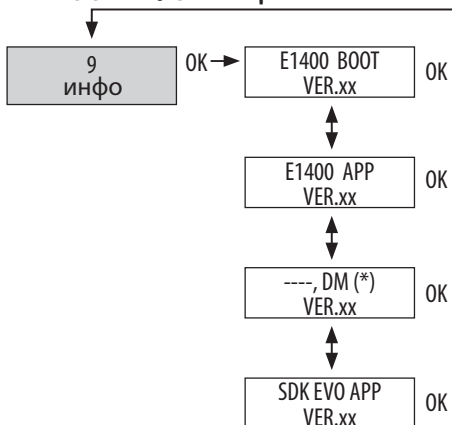 9
инфо
OK
E1400 BOOT
VER.xx
OK
E1400 APP
VER.xx
OK
----, DM (*)
VER.xx
OK
SDK EVO APP
VER.xx
OK